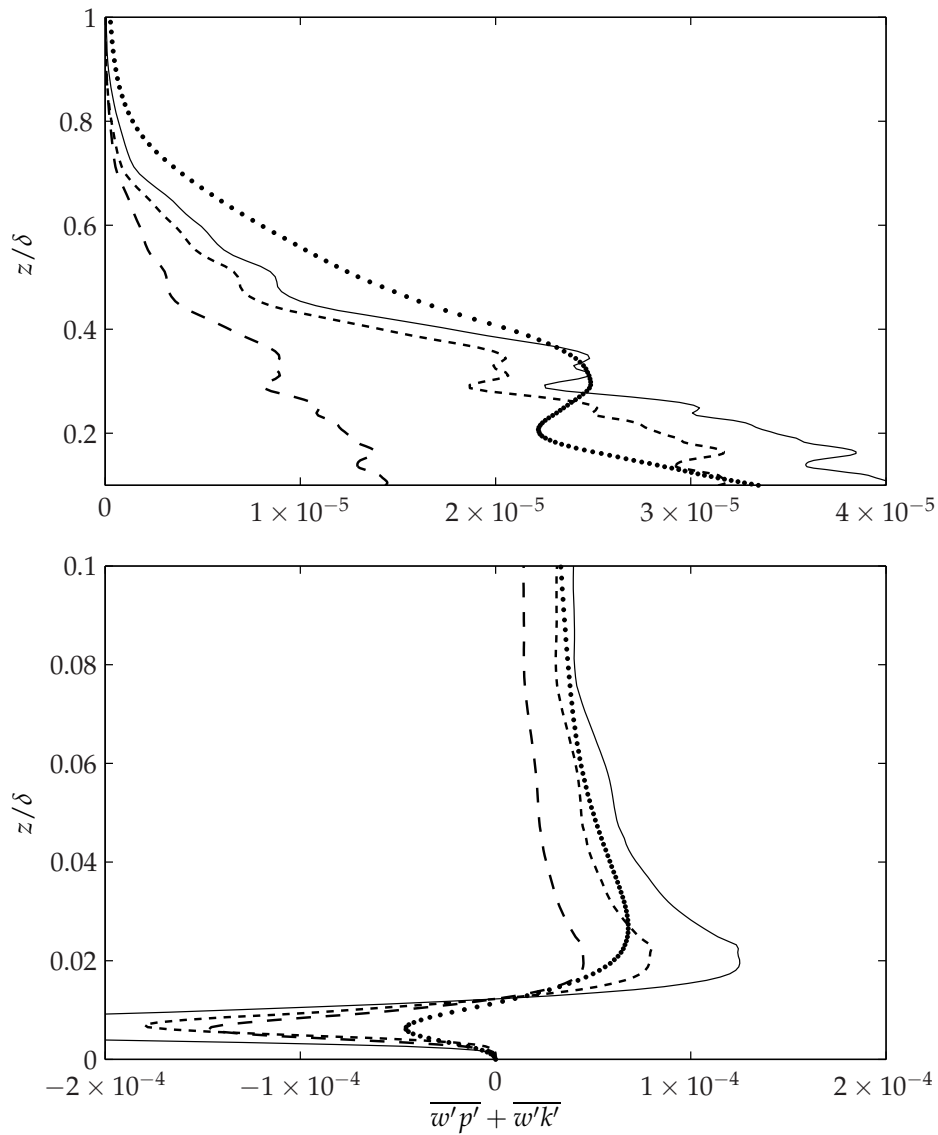 1
0.8
0.6
0.4
0.2
z/δ
0
1 × 10⁻⁵
2 × 10⁻⁵
3 × 10⁻⁵
4 × 10⁻⁵
0.1
0.08
0.06
0.04
0.02
0
z/δ
−2 × 10⁻⁴
−1 × 10⁻⁴
0
1 × 10⁻⁴
2 × 10⁻⁴
w̅′̅p̅′̅ + w̅′̅k̅′̅